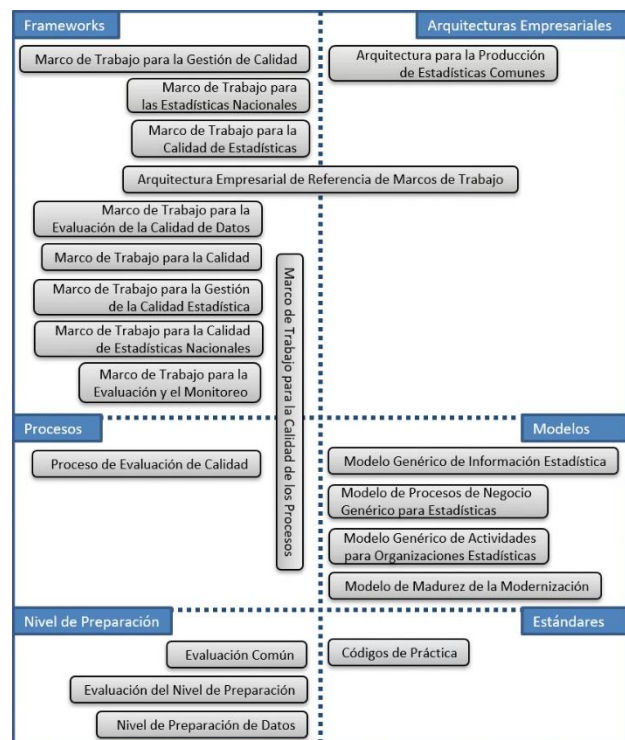 Frameworks
Arquitecturas Empresariales
Marco de Trabajo para la Gestión de Calidad
Arquitectura para la Producción
de Estadísticas Comunes
Marco de Trabajo para
las Estadísticas Nacionales
Marco de Trabajo para la
Calidad de Estadísticas
Arquitectura Empresarial de Referencia de Marcos de Trabajo
Marco de Trabajo para la
Evaluación de la Calidad de Datos
Marco de Trabajo para la Calidad
Marco de Trabajo para la Gestión
de la Calidad Estadística
Marco de Trabajo para la Calidad
de Estadísticas Nacionales
Marco de Trabajo para la
Evaluación y el Monitoreo
Marco de Trabajo para la Calidad de los Procesos
Procesos
Modelos
Proceso de Evaluación de Calidad
Modelo Genérico de Información Estadística
Modelo de Procesos de Negocio
Genérico para Estadísticas
Modelo Genérico de Actividades
para Organizaciones Estadísticas
Modelo de Madurez de la Modernización
Nivel de Preparación
Estándares
Evaluación Común
Códigos de Práctica
Evaluación del Nivel de Preparación
Nivel de Preparación de Datos